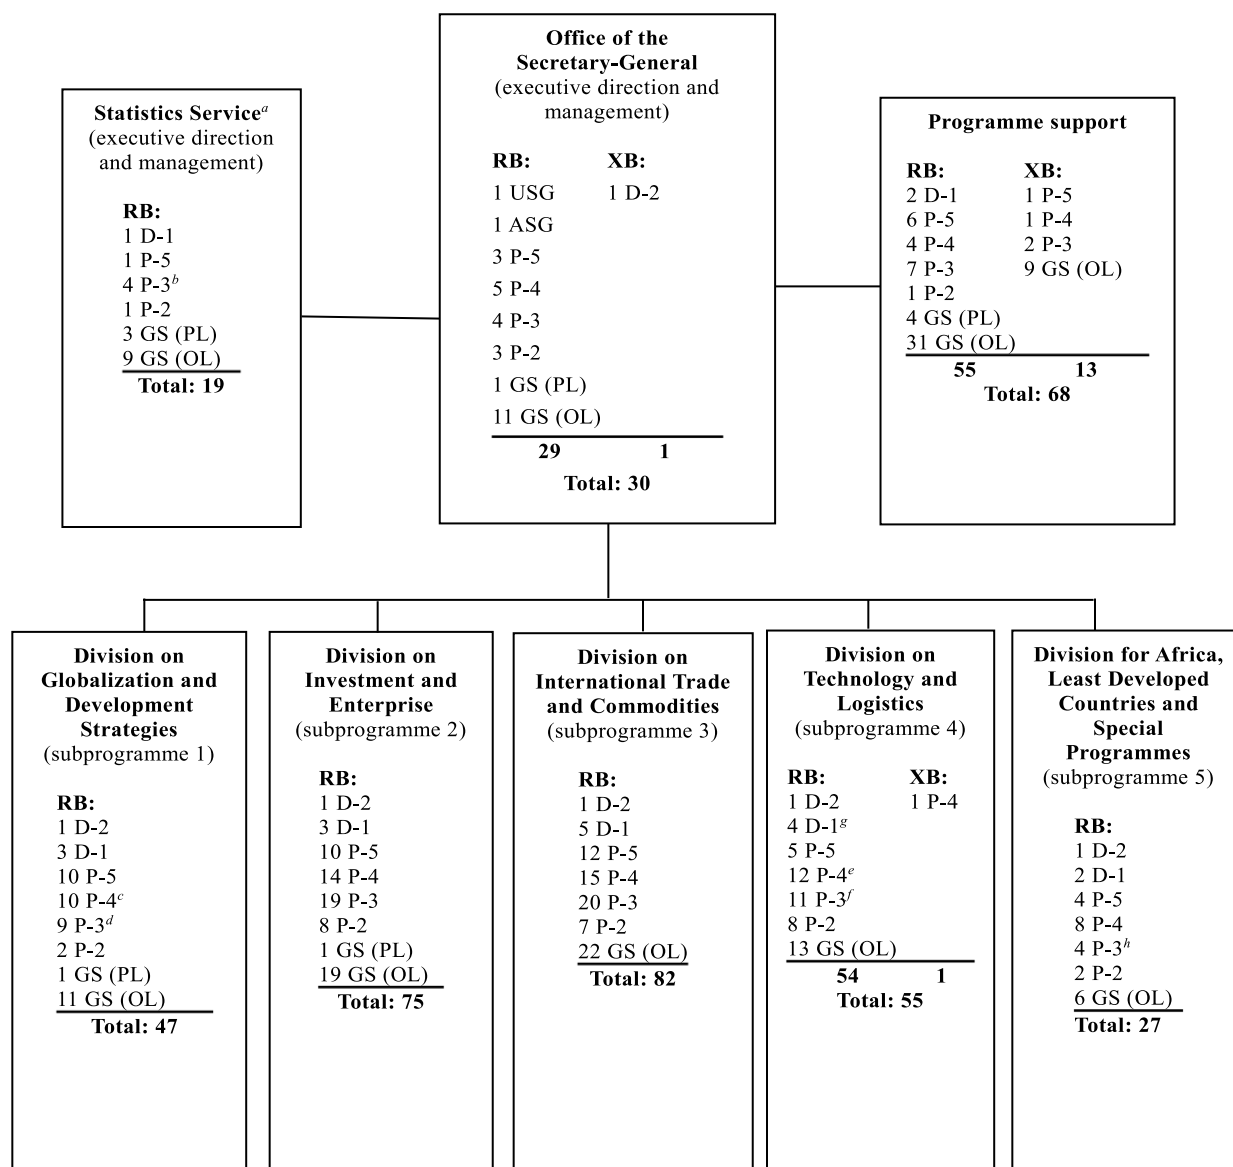 Office of the
Secretary-General
(executive direction and
management)
RB: XB:
1 USG 1 D-2
1 ASG
3 P-5
5 P-4
4 P-3
3 P-2
1 GS (PL)
11 GS (OL)
29 1
Total: 30
Statistics Service^a
(executive direction
and management)
RB:
1 D-1
1 P-5
4 P-3^b
1 P-2
3 GS (PL)
9 GS (OL)
Total: 19
Programme support
RB: XB:
2 D-1 1 P-5
6 P-5 1 P-4
4 P-4 2 P-3
7 P-3 9 GS (OL)
1 P-2
4 GS (PL)
31 GS (OL)
55 13
Total: 68
Division on
Globalization and
Development
Strategies
(subprogramme 1)
RB:
1 D-2
3 D-1
10 P-5
10 P-4^c
9 P-3^d
2 P-2
1 GS (PL)
11 GS (OL)
Total: 47
Division on
Investment and
Enterprise
(subprogramme 2)
RB:
1 D-2
3 D-1
10 P-5
14 P-4
19 P-3
8 P-2
1 GS (PL)
19 GS (OL)
Total: 75
Division on
International Trade
and Commodities
(subprogramme 3)
RB:
1 D-2
5 D-1
12 P-5
15 P-4
20 P-3
7 P-2
22 GS (OL)
Total: 82
Division on
Technology and
Logistics
(subprogramme 4)
RB: XB:
1 D-2 1 P-4
4 D-1^g
5 P-5
12 P-4^e
11 P-3^f
8 P-2
13 GS (OL)
54 1
Total: 55
Division for Africa,
Least Developed
Countries and
Special
Programmes
(subprogramme 5)
RB:
1 D-2
2 D-1
4 P-5
8 P-4
4 P-3^h
2 P-2
6 GS (OL)
Total: 27